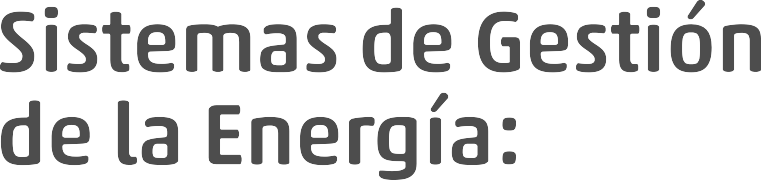 Sistemas de Gestión
de la Energía: